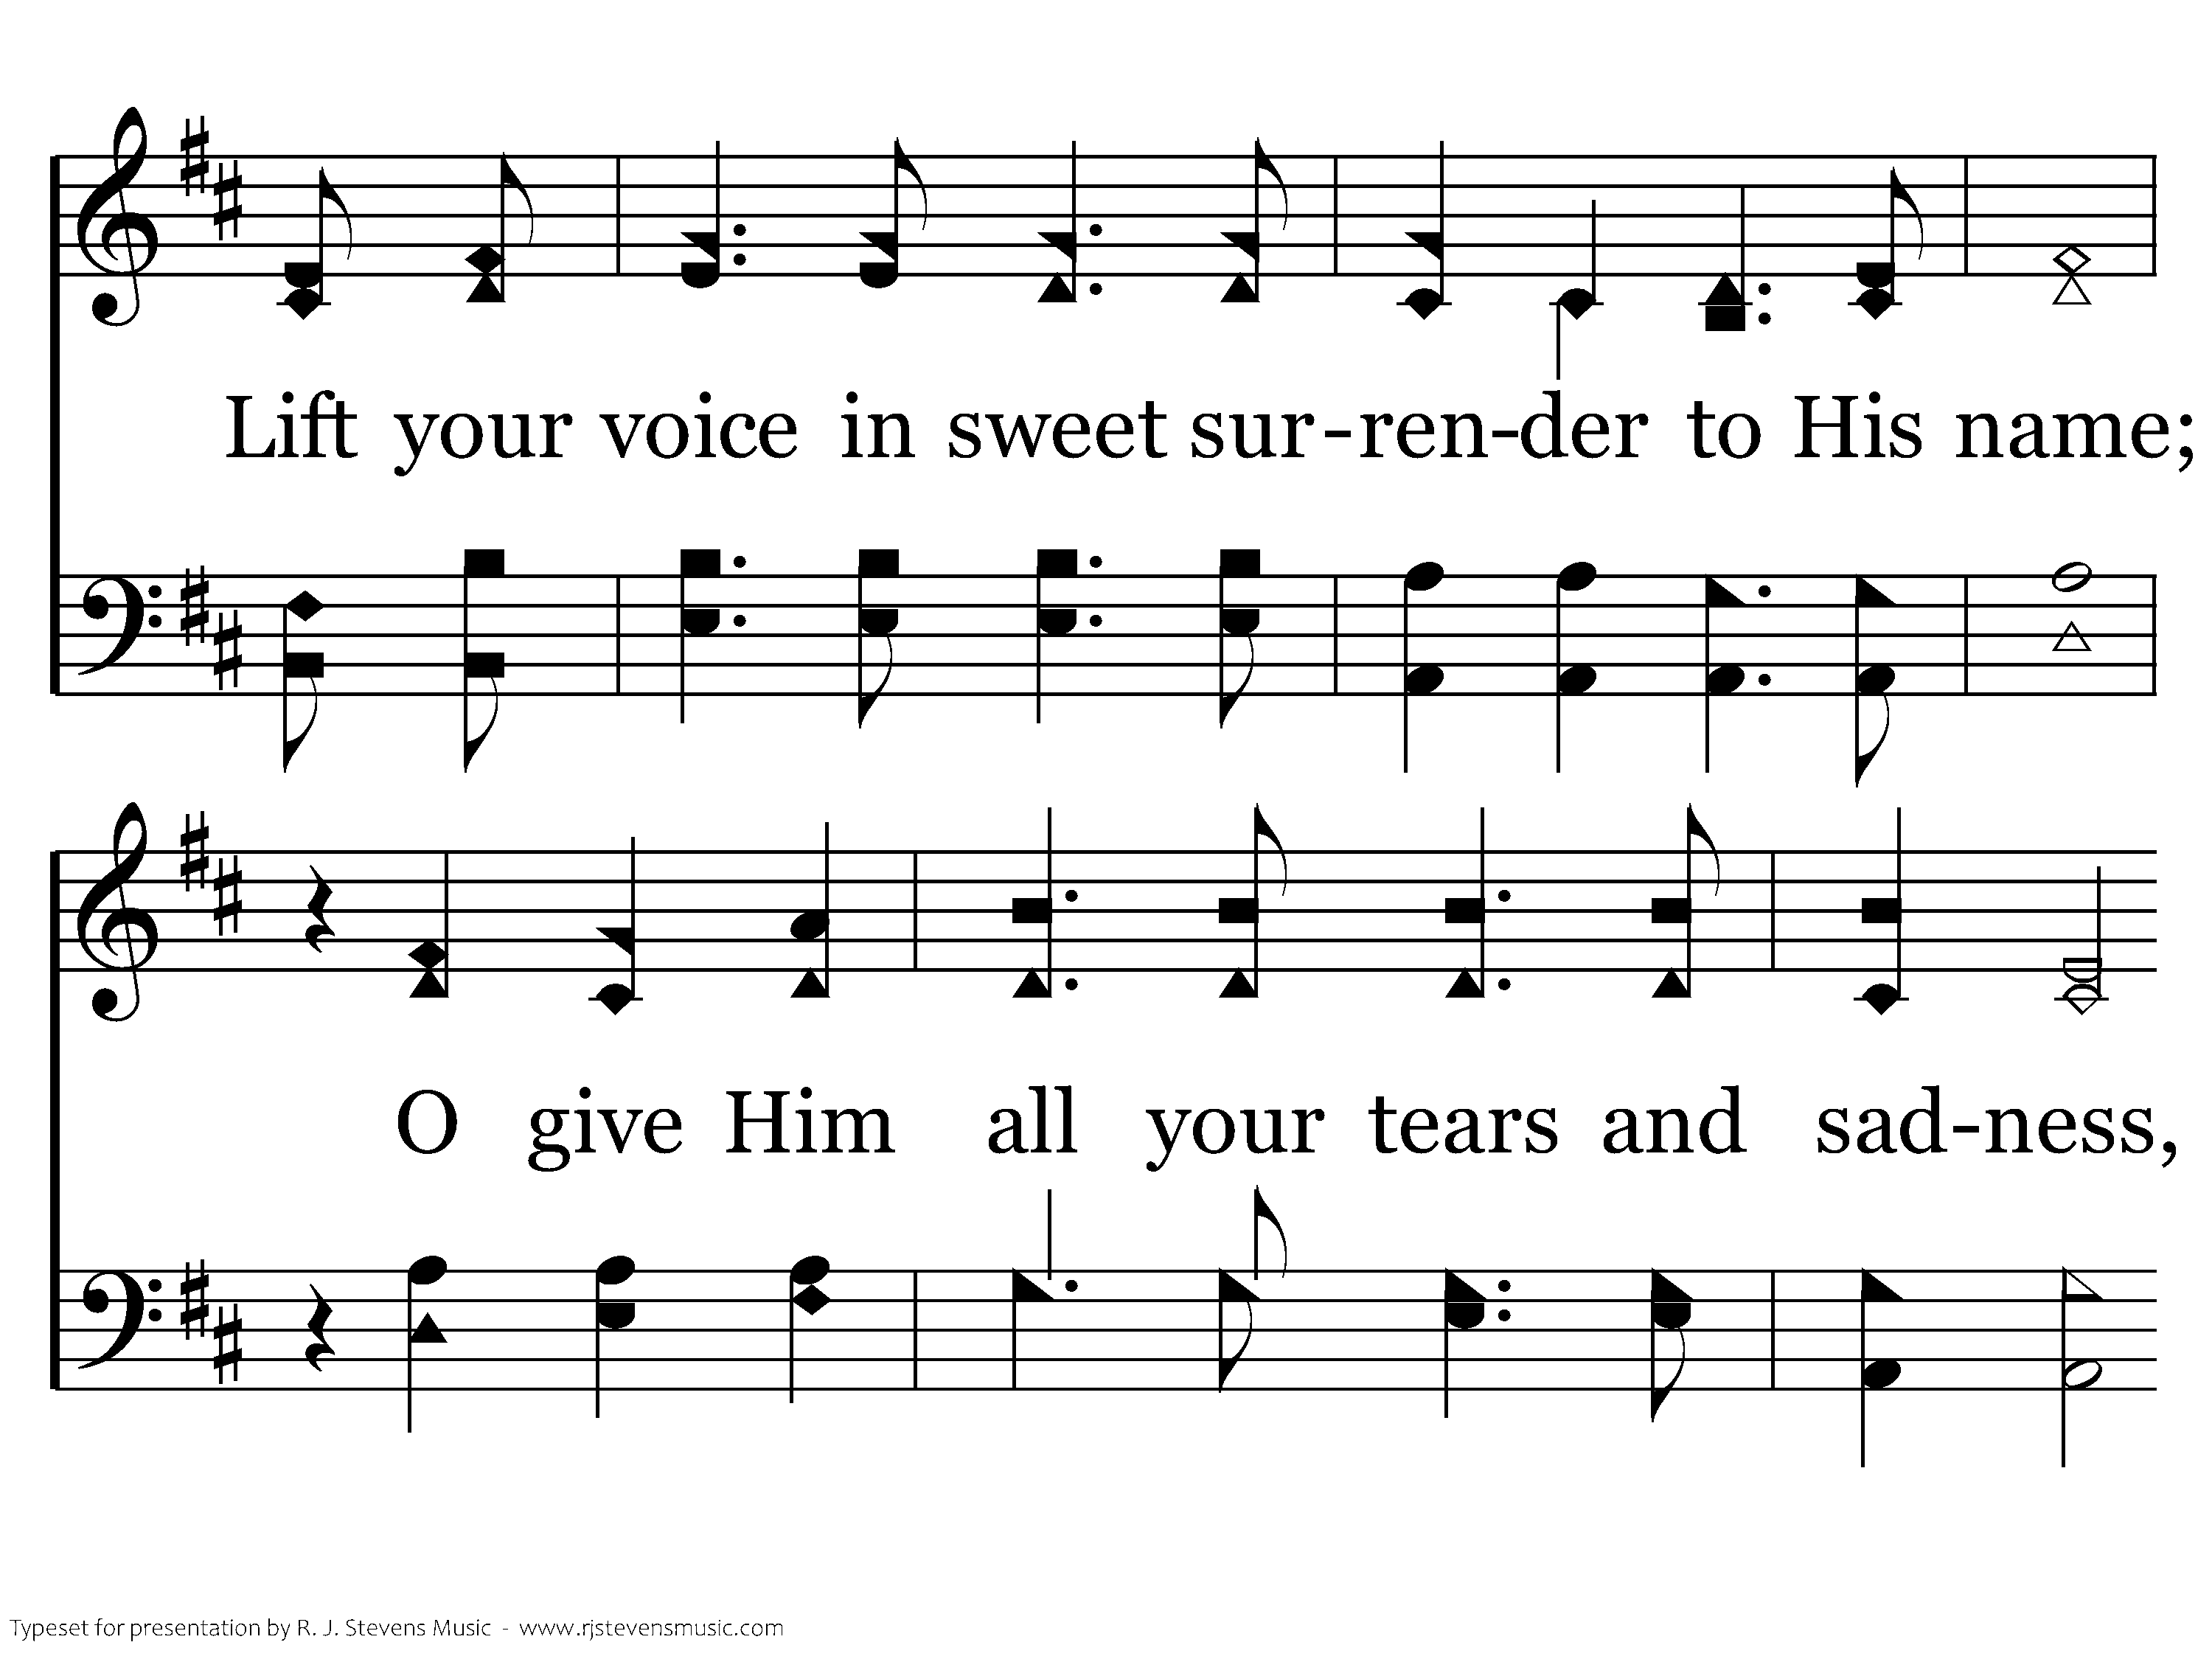 Lift your voice in sweet sur-ren-der to His name;
O give Him all your tears and sad-ness,
Typeset for presentation by R. J. Stevens Music - www.rjstevensmusic.com